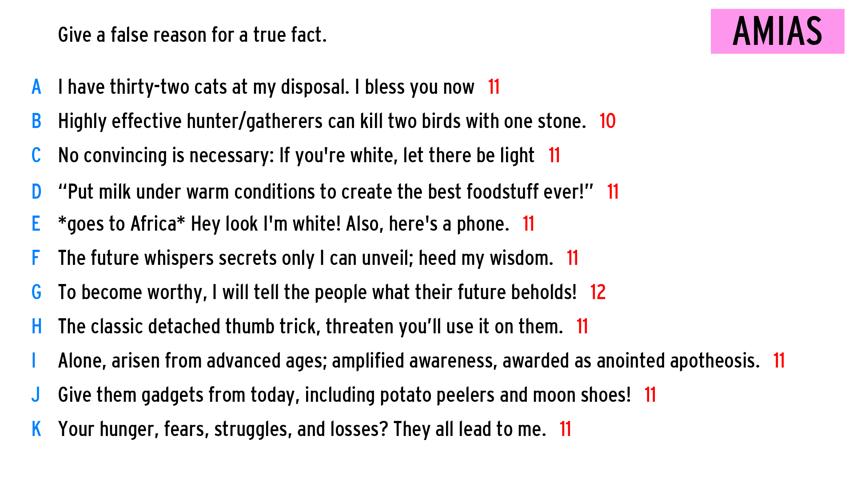 Give a false reason for a true fact.
AMIAS
A I have thirty-two cats at my disposal. I bless you now 11
B Highly effective hunter/gatherers can kill two birds with one stone. 10
C No convincing is necessary: If you're white, let there be light 11
D “Put milk under warm conditions to create the best foodstuff ever!” 11
E *goes to Africa* Hey look I'm white! Also, here's a phone. 11
F The future whispers secrets only I can unveil; heed my wisdom. 11
G To become worthy, I will tell the people what their future beholds! 12
H The classic detached thumb trick, threaten you’ll use it on them. 11
I Alone, arisen from advanced ages; amplified awareness, awarded as anointed apotheosis. 11
J Give them gadgets from today, including potato peelers and moon shoes! 11
K Your hunger, fears, struggles, and losses? They all lead to me. 11